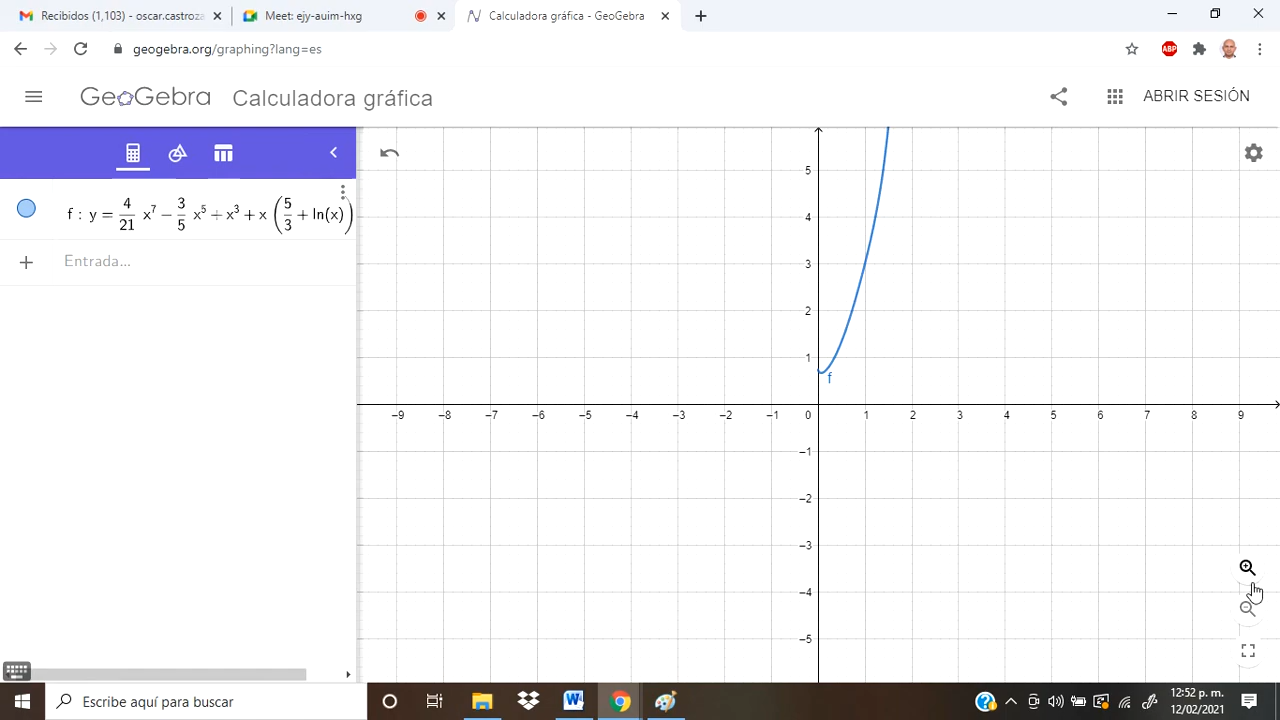 Recibidos (1,103) - oscar.castroza
Meet: ejy-auim-hxg
Calculadora gráfica - GeoGebra
geogebra.org/graphing?lang=es
ABP
GeoGebra Calculadora gráfica
ABRIR SESIÓN
f : y = 4/21 x⁷ − 3/5 x⁵ + x³ + x (5/3 + ln(x))
Entrada...
5
4
3
2
1
f
−9 −8 −7 −6 −5 −4 −3 −2 −1 0 1 2 3 4 5 6 7 8 9
−1
−2
−3
−4
−5
Escribe aquí para buscar
12:52 p. m.
12/02/2021